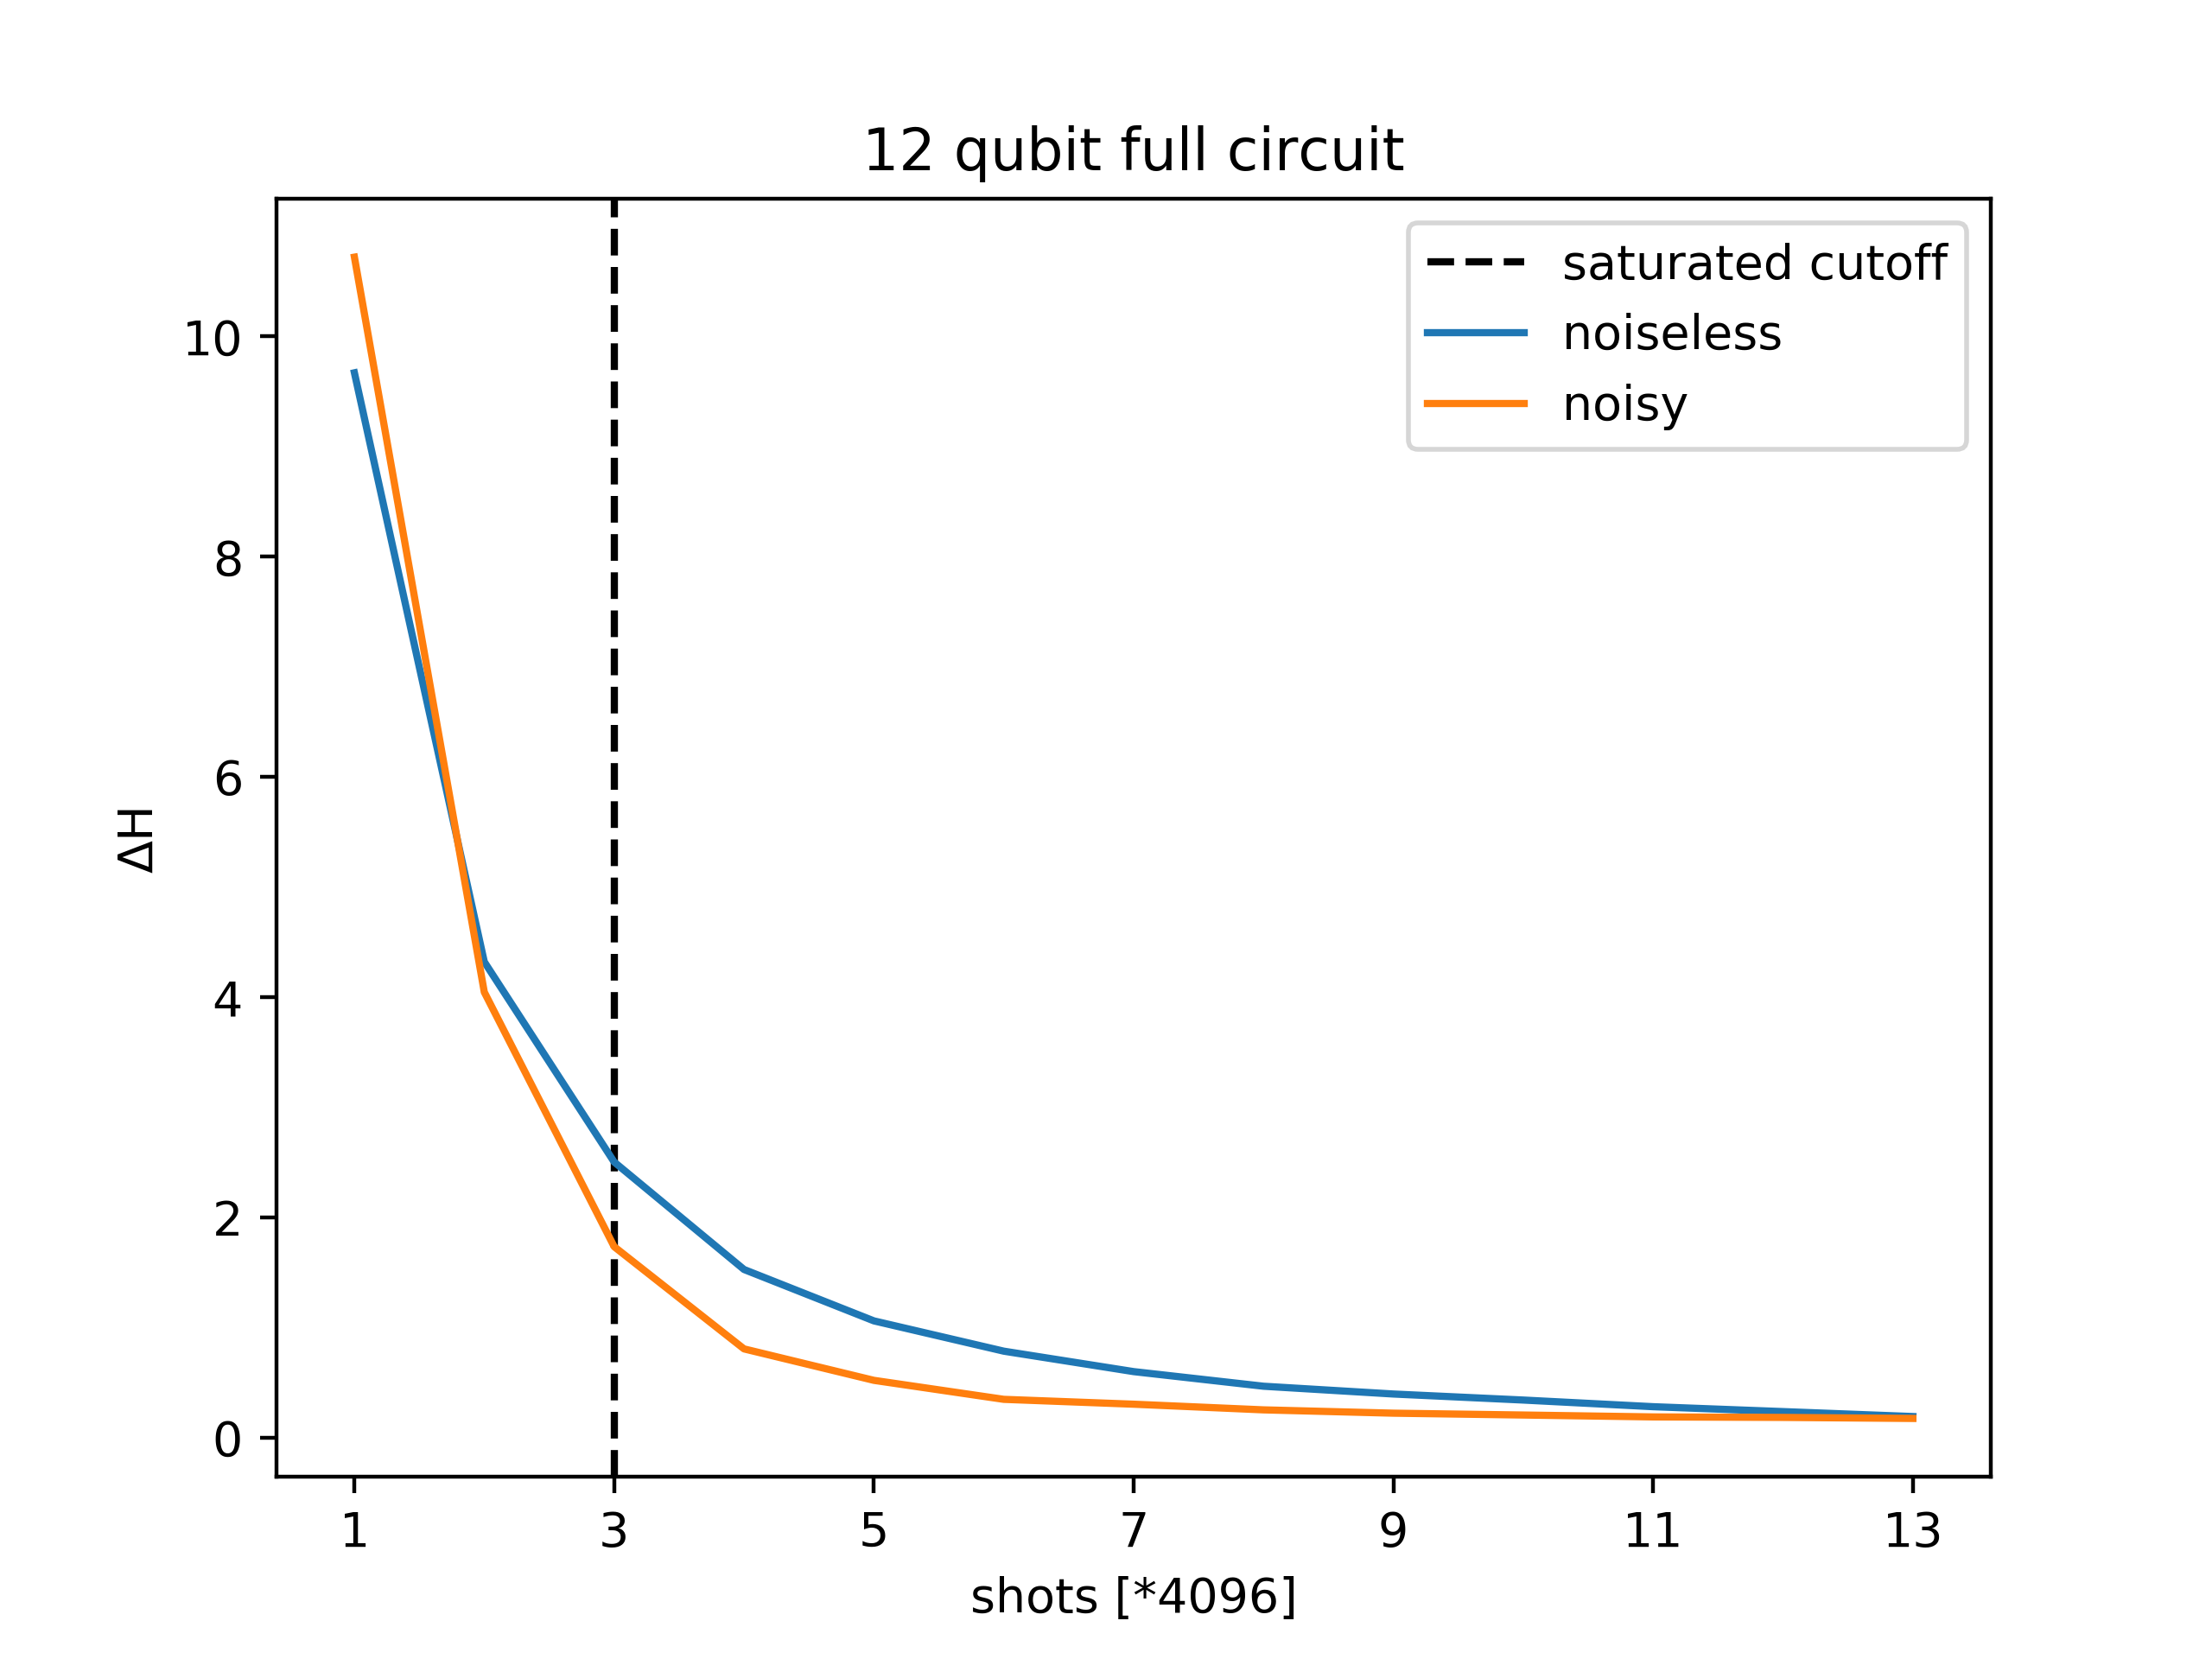 12 qubit full circuit
saturated cutoff
noiseless
noisy
10
8
6
4
2
0
ΔH
1 3 5 7 9 11 13
shots [*4096]